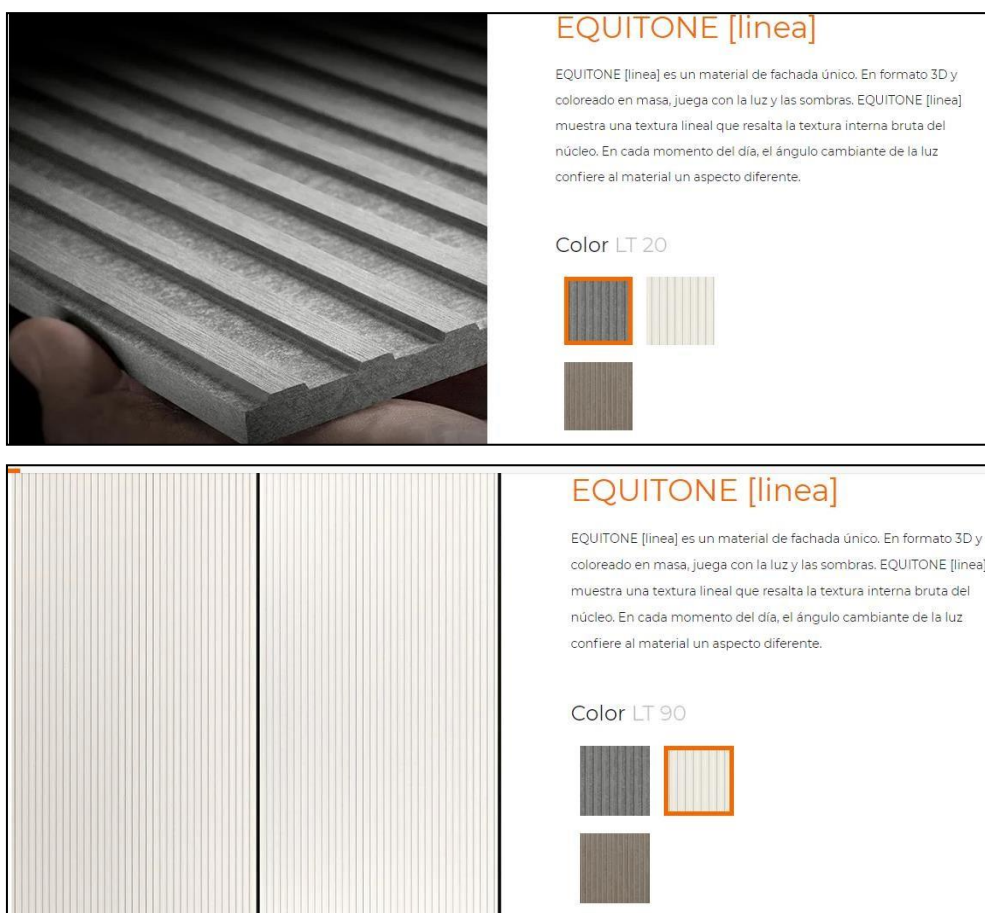 EQUITONE [linea]
EQUITONE [linea] es un material de fachada único. En formato 3D y
coloreado en masa, juega con la luz y las sombras. EQUITONE [linea]
muestra una textura lineal que resalta la textura interna bruta del
núcleo. En cada momento del día, el ángulo cambiante de la luz
confiere al material un aspecto diferente.
Color LT 20
EQUITONE [linea]
EQUITONE [linea] es un material de fachada único. En formato 3D y
coloreado en masa, juega con la luz y las sombras. EQUITONE [linea]
muestra una textura lineal que resalta la textura interna bruta del
núcleo. En cada momento del día, el ángulo cambiante de la luz
confiere al material un aspecto diferente.
Color LT 90